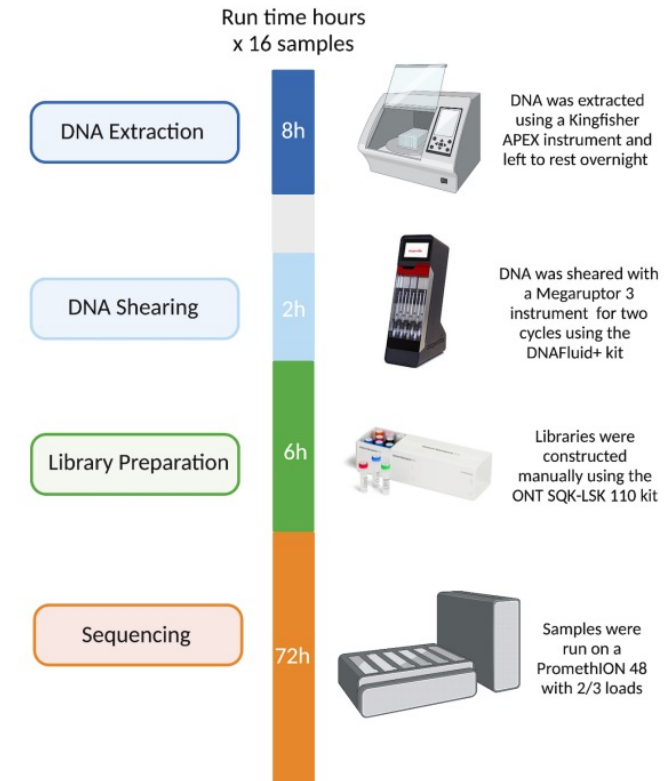 Run time hours
x 16 samples
DNA Extraction
8h
DNA was extracted
using a Kingfisher
APEX instrument and
left to rest overnight
DNA Shearing
2h
DNA was sheared with
a Megaruptor 3
instrument for two
cycles using the
DNAFluid+ kit
Library Preparation
6h
Libraries were
constructed
manually using the
ONT SQK-LSK 110 kit
Sequencing
72h
Samples were
run on a
PromethION 48
with 2/3 loads